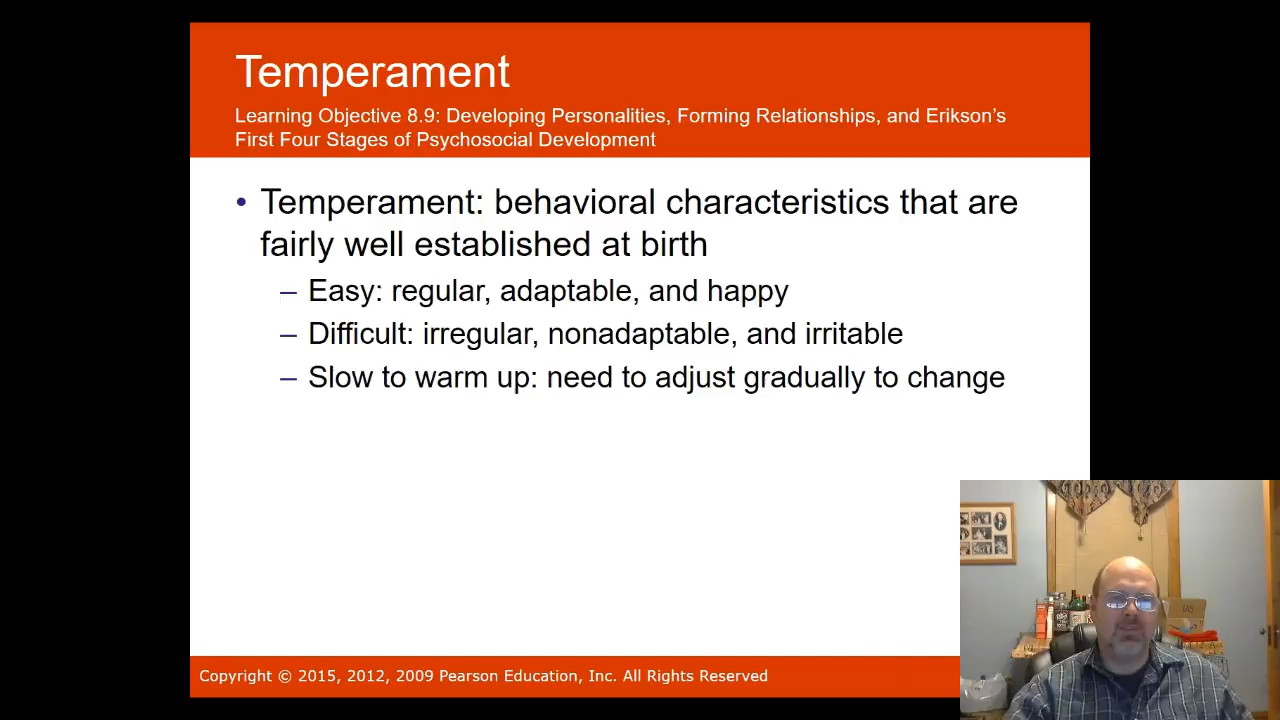 Temperament
Learning Objective 8.9: Developing Personalities, Forming Relationships, and Erikson's
First Four Stages of Psychosocial Development
• Temperament: behavioral characteristics that are
fairly well established at birth
– Easy: regular, adaptable, and happy
– Difficult: irregular, nonadaptable, and irritable
– Slow to warm up: need to adjust gradually to change
Copyright © 2015, 2012, 2009 Pearson Education, Inc. All Rights Reserved